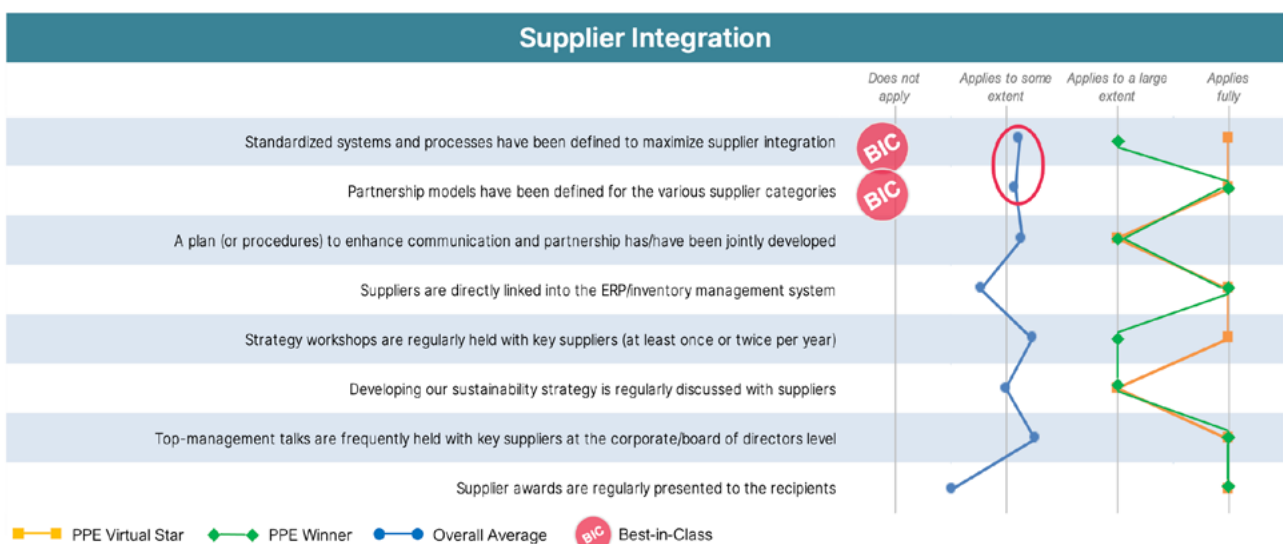 Supplier Integration
Does not
apply
Applies to some
extent
Applies to a large
extent
Applies
fully
Standardized systems and processes have been defined to maximize supplier integration
BIC
Partnership models have been defined for the various supplier categories
BIC
A plan (or procedures) to enhance communication and partnership has/have been jointly developed
Suppliers are directly linked into the ERP/inventory management system
Strategy workshops are regularly held with key suppliers (at least once or twice per year)
Developing our sustainability strategy is regularly discussed with suppliers
Top-management talks are frequently held with key suppliers at the corporate/board of directors level
Supplier awards are regularly presented to the recipients
PPE Virtual Star
PPE Winner
Overall Average
BIC
Best-in-Class